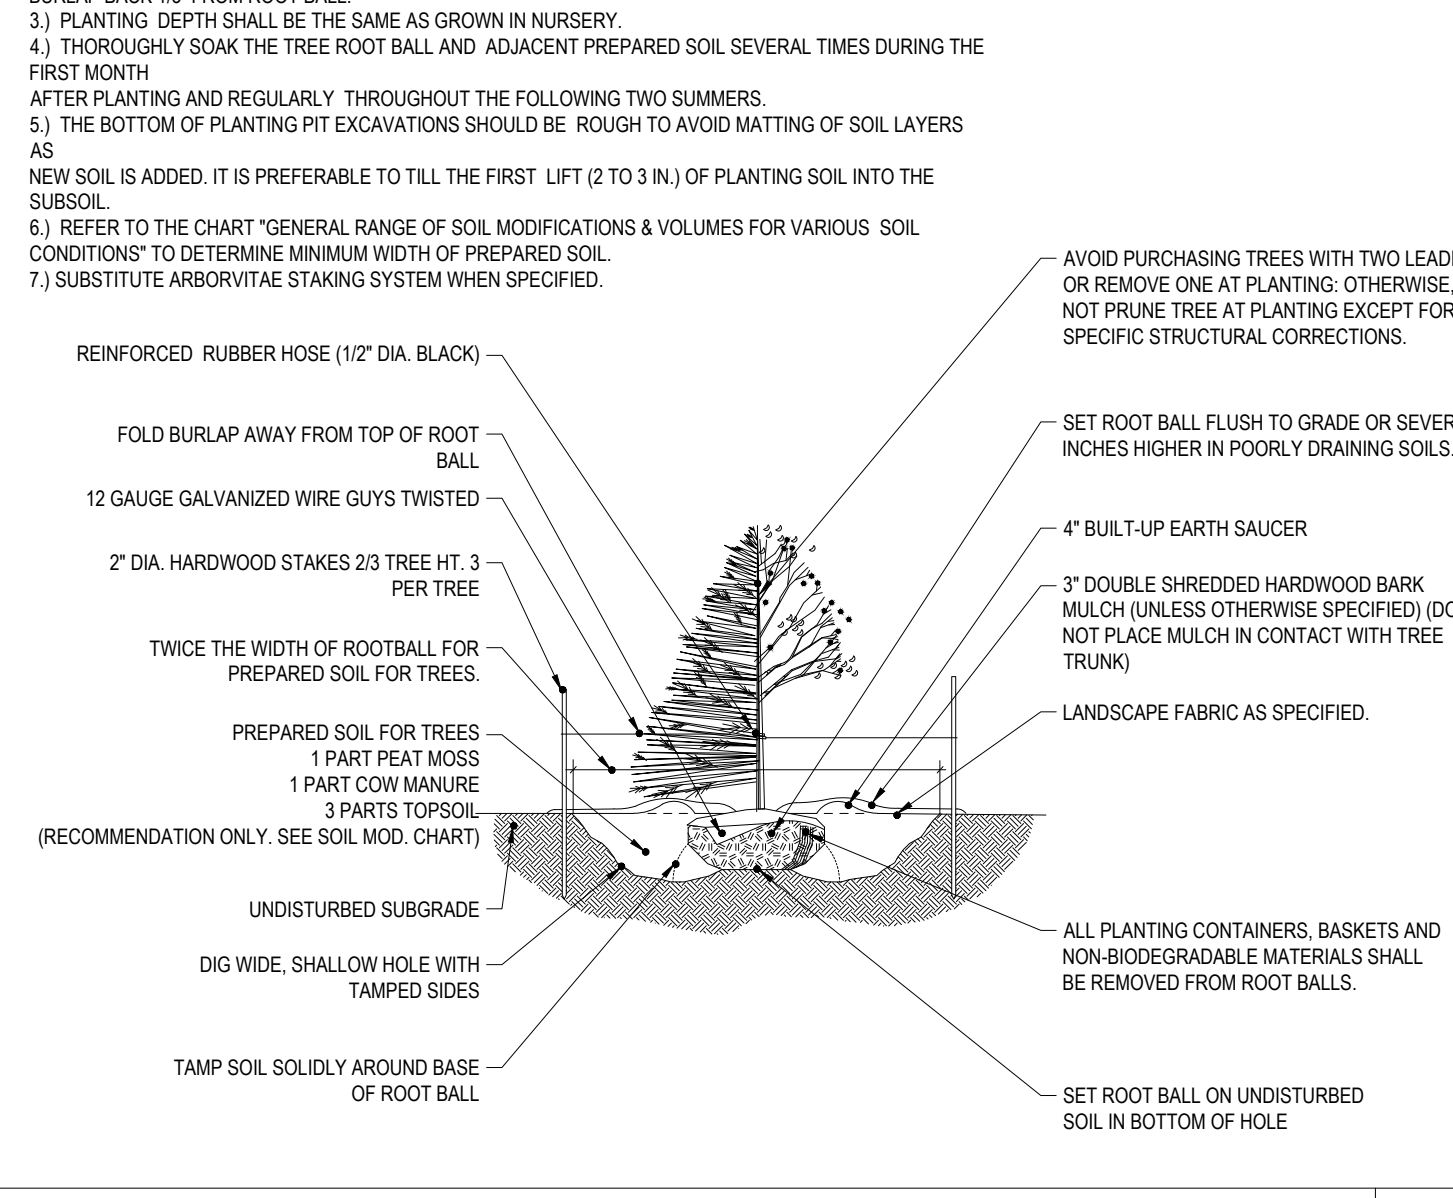 3.) PLANTING DEPTH SHALL BE THE SAME AS GROWN IN NURSERY.
4.) THOROUGHLY SOAK THE TREE ROOT BALL AND ADJACENT PREPARED SOIL SEVERAL TIMES DURING THE
FIRST MONTH
AFTER PLANTING AND REGULARLY THROUGHOUT THE FOLLOWING TWO SUMMERS.
5.) THE BOTTOM OF PLANTING PIT EXCAVATIONS SHOULD BE ROUGH TO AVOID MATTING OF SOIL LAYERS
AS
NEW SOIL IS ADDED. IT IS PREFERABLE TO TILL THE FIRST LIFT (2 TO 3 IN.) OF PLANTING SOIL INTO THE
SUBSOIL.
6.) REFER TO THE CHART "GENERAL RANGE OF SOIL MODIFICATIONS & VOLUMES FOR VARIOUS SOIL
CONDITIONS" TO DETERMINE MINIMUM WIDTH OF PREPARED SOIL.
7.) SUBSTITUTE ARBORVITAE STAKING SYSTEM WHEN SPECIFIED.
REINFORCED RUBBER HOSE (1/2" DIA. BLACK)
FOLD BURLAP AWAY FROM TOP OF ROOT
BALL
12 GAUGE GALVANIZED WIRE GUYS TWISTED
2" DIA. HARDWOOD STAKES 2/3 TREE HT. 3
PER TREE
TWICE THE WIDTH OF ROOTBALL FOR
PREPARED SOIL FOR TREES.
PREPARED SOIL FOR TREES
1 PART PEAT MOSS
1 PART COW MANURE
3 PARTS TOPSOIL
(RECOMMENDATION ONLY. SEE SOIL MOD. CHART)
UNDISTURBED SUBGRADE
DIG WIDE, SHALLOW HOLE WITH
TAMPED SIDES
TAMP SOIL SOLIDLY AROUND BASE
OF ROOT BALL
AVOID PURCHASING TREES WITH TWO
OR REMOVE ONE AT PLANTING: OTHERWISE,
NOT PRUNE TREE AT PLANTING EXCEPT FOR
SPECIFIC STRUCTURAL CORRECTIONS.
SET ROOT BALL FLUSH TO GRADE OR
INCHES HIGHER IN POORLY DRAINING SOILS.
4" BUILT-UP EARTH SAUCER
3" DOUBLE SHREDDED HARDWOOD BARK
MULCH (UNLESS OTHERWISE SPECIFIED)
NOT PLACE MULCH IN CONTACT WITH TREE
TRUNK)
LANDSCAPE FABRIC AS SPECIFIED.
ALL PLANTING CONTAINERS, BASKETS AND
NON-BIODEGRADABLE MATERIALS SHALL
BE REMOVED FROM ROOT BALLS.
SET ROOT BALL ON UNDISTURBED
SOIL IN BOTTOM OF HOLE